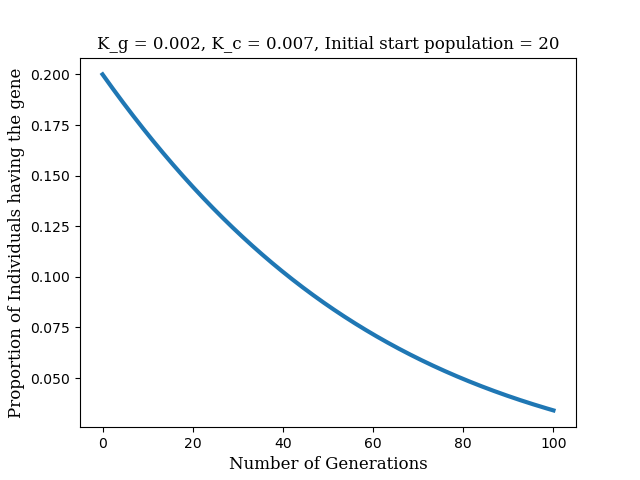 K_g = 0.002, K_c = 0.007, Initial start population = 20
Proportion of Individuals having the gene
0.200
0.175
0.150
0.125
0.100
0.075
0.050
0 20 40 60 80 100
Number of Generations